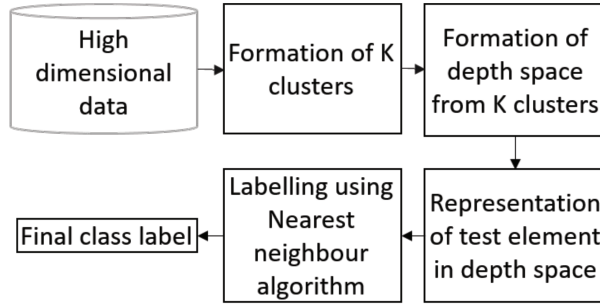 High
dimensional
data
Formation of K
clusters
Formation of
depth space
from K clusters
Representation
of test element
in depth space
Labelling using
Nearest
neighbour
algorithm
Final class label